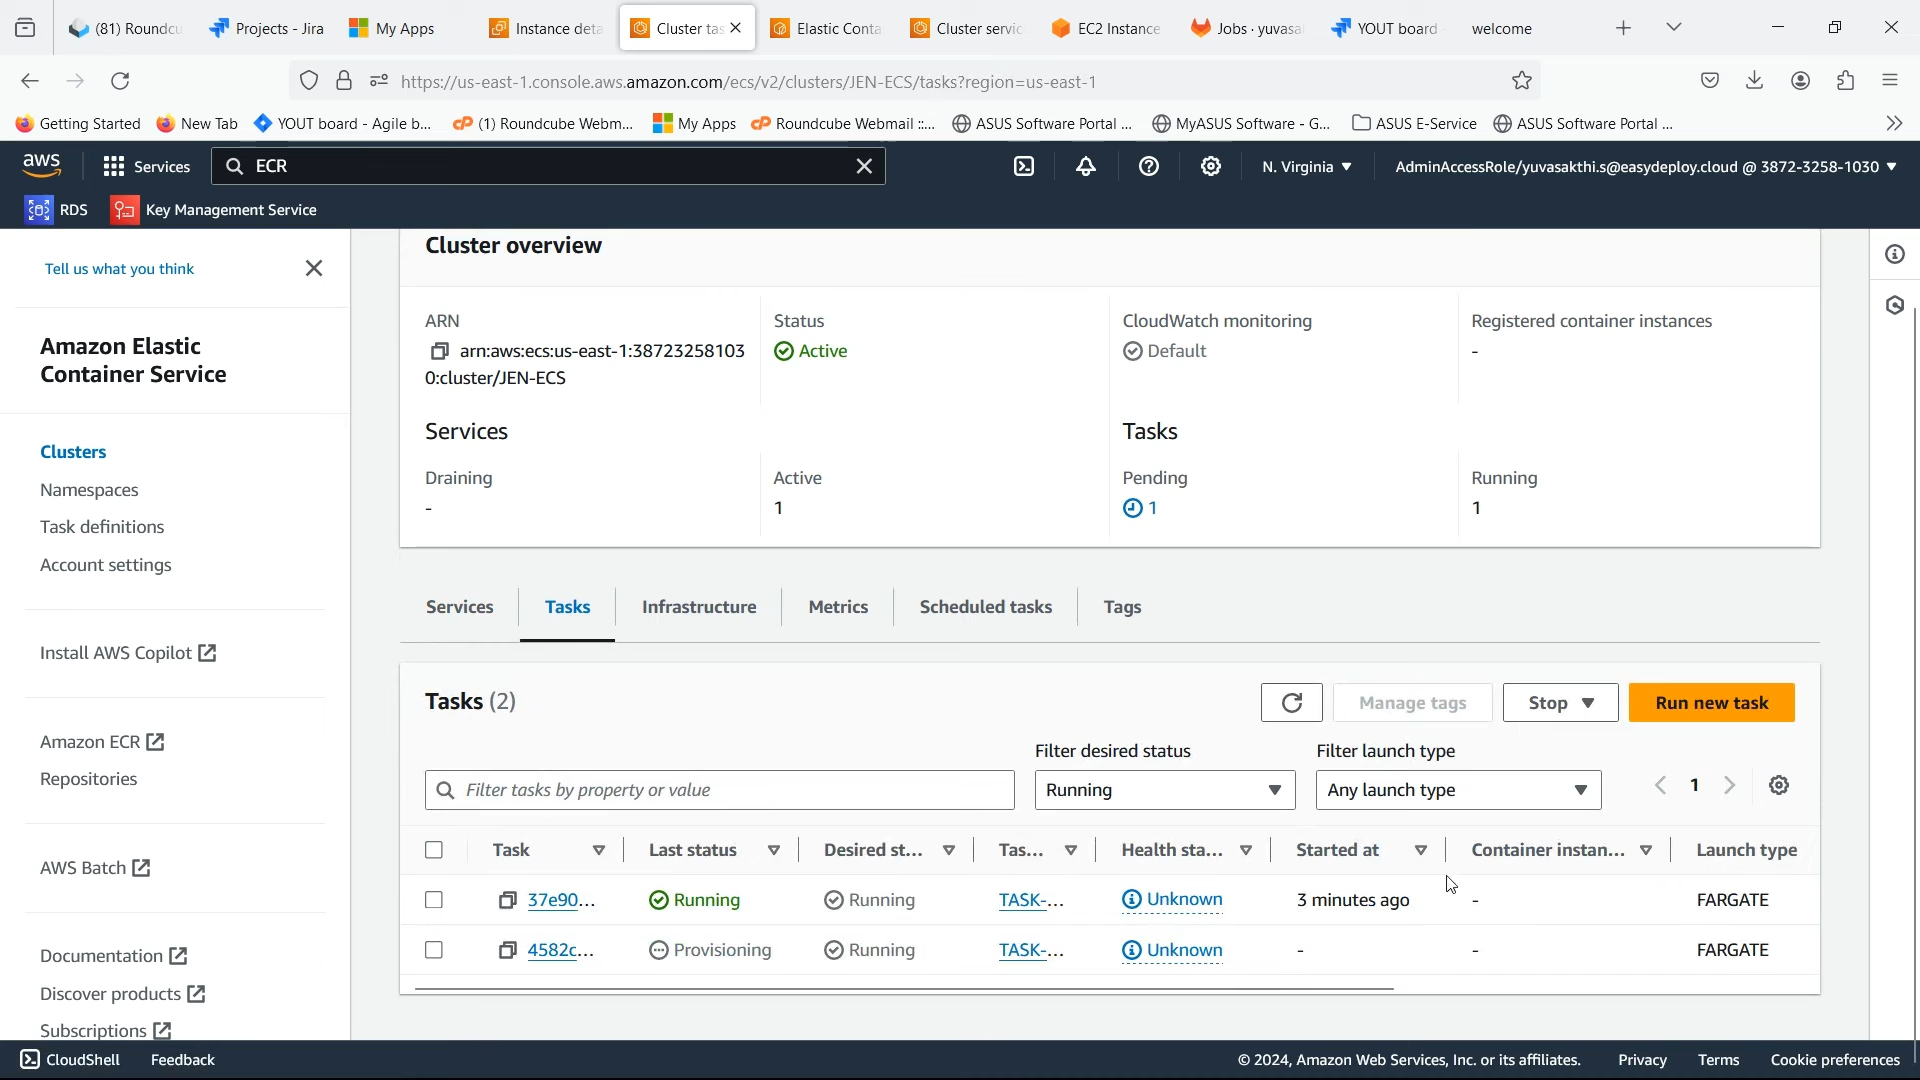 (81) Roundcu
Projects - Jira
My Apps
Instance deta
Cluster tas
Elastic Conta
Cluster servic
EC2 Instance
Jobs · yuvasa
YOUT board
welcome
https://us-east-1.console.aws.amazon.com/ecs/v2/clusters/JEN-ECS/tasks?region=us-east-1
Getting Started
New Tab
YOUT board - Agile b...
(1) Roundcube Webm...
My Apps
Roundcube Webmail ::...
ASUS Software Portal ...
MyASUS Software - G...
ASUS E-Service
ASUS Software Portal ...
aws
Services
ECR
N. Virginia
AdminAccessRole/yuvasakthi.s@easydeploy.cloud @ 3872-3258-1030
RDS
Key Management Service
Tell us what you think
Amazon Elastic
Container Service
Clusters
Namespaces
Task definitions
Account settings
Install AWS Copilot
Amazon ECR
Repositories
AWS Batch
Documentation
Discover products
Subscriptions
Cluster overview
ARN
arn:aws:ecs:us-east-1:38723258103
0:cluster/JEN-ECS
Status
Active
CloudWatch monitoring
Default
Registered container instances
-
Services
Tasks
Draining
-
Active
1
Pending
1
Running
1
Services
Tasks
Infrastructure
Metrics
Scheduled tasks
Tags
Tasks (2)
Manage tags
Stop
Run new task
Filter desired status
Filter launch type
Filter tasks by property or value
Running
Any launch type
1
Task
Last status
Desired st...
Tas...
Health sta...
Started at
Container instan...
Launch type
37e90...
Running
Running
TASK-...
Unknown
3 minutes ago
-
FARGATE
4582c...
Provisioning
Running
TASK-...
Unknown
-
-
FARGATE
CloudShell
Feedback
© 2024, Amazon Web Services, Inc. or its affiliates.
Privacy
Terms
Cookie preferences